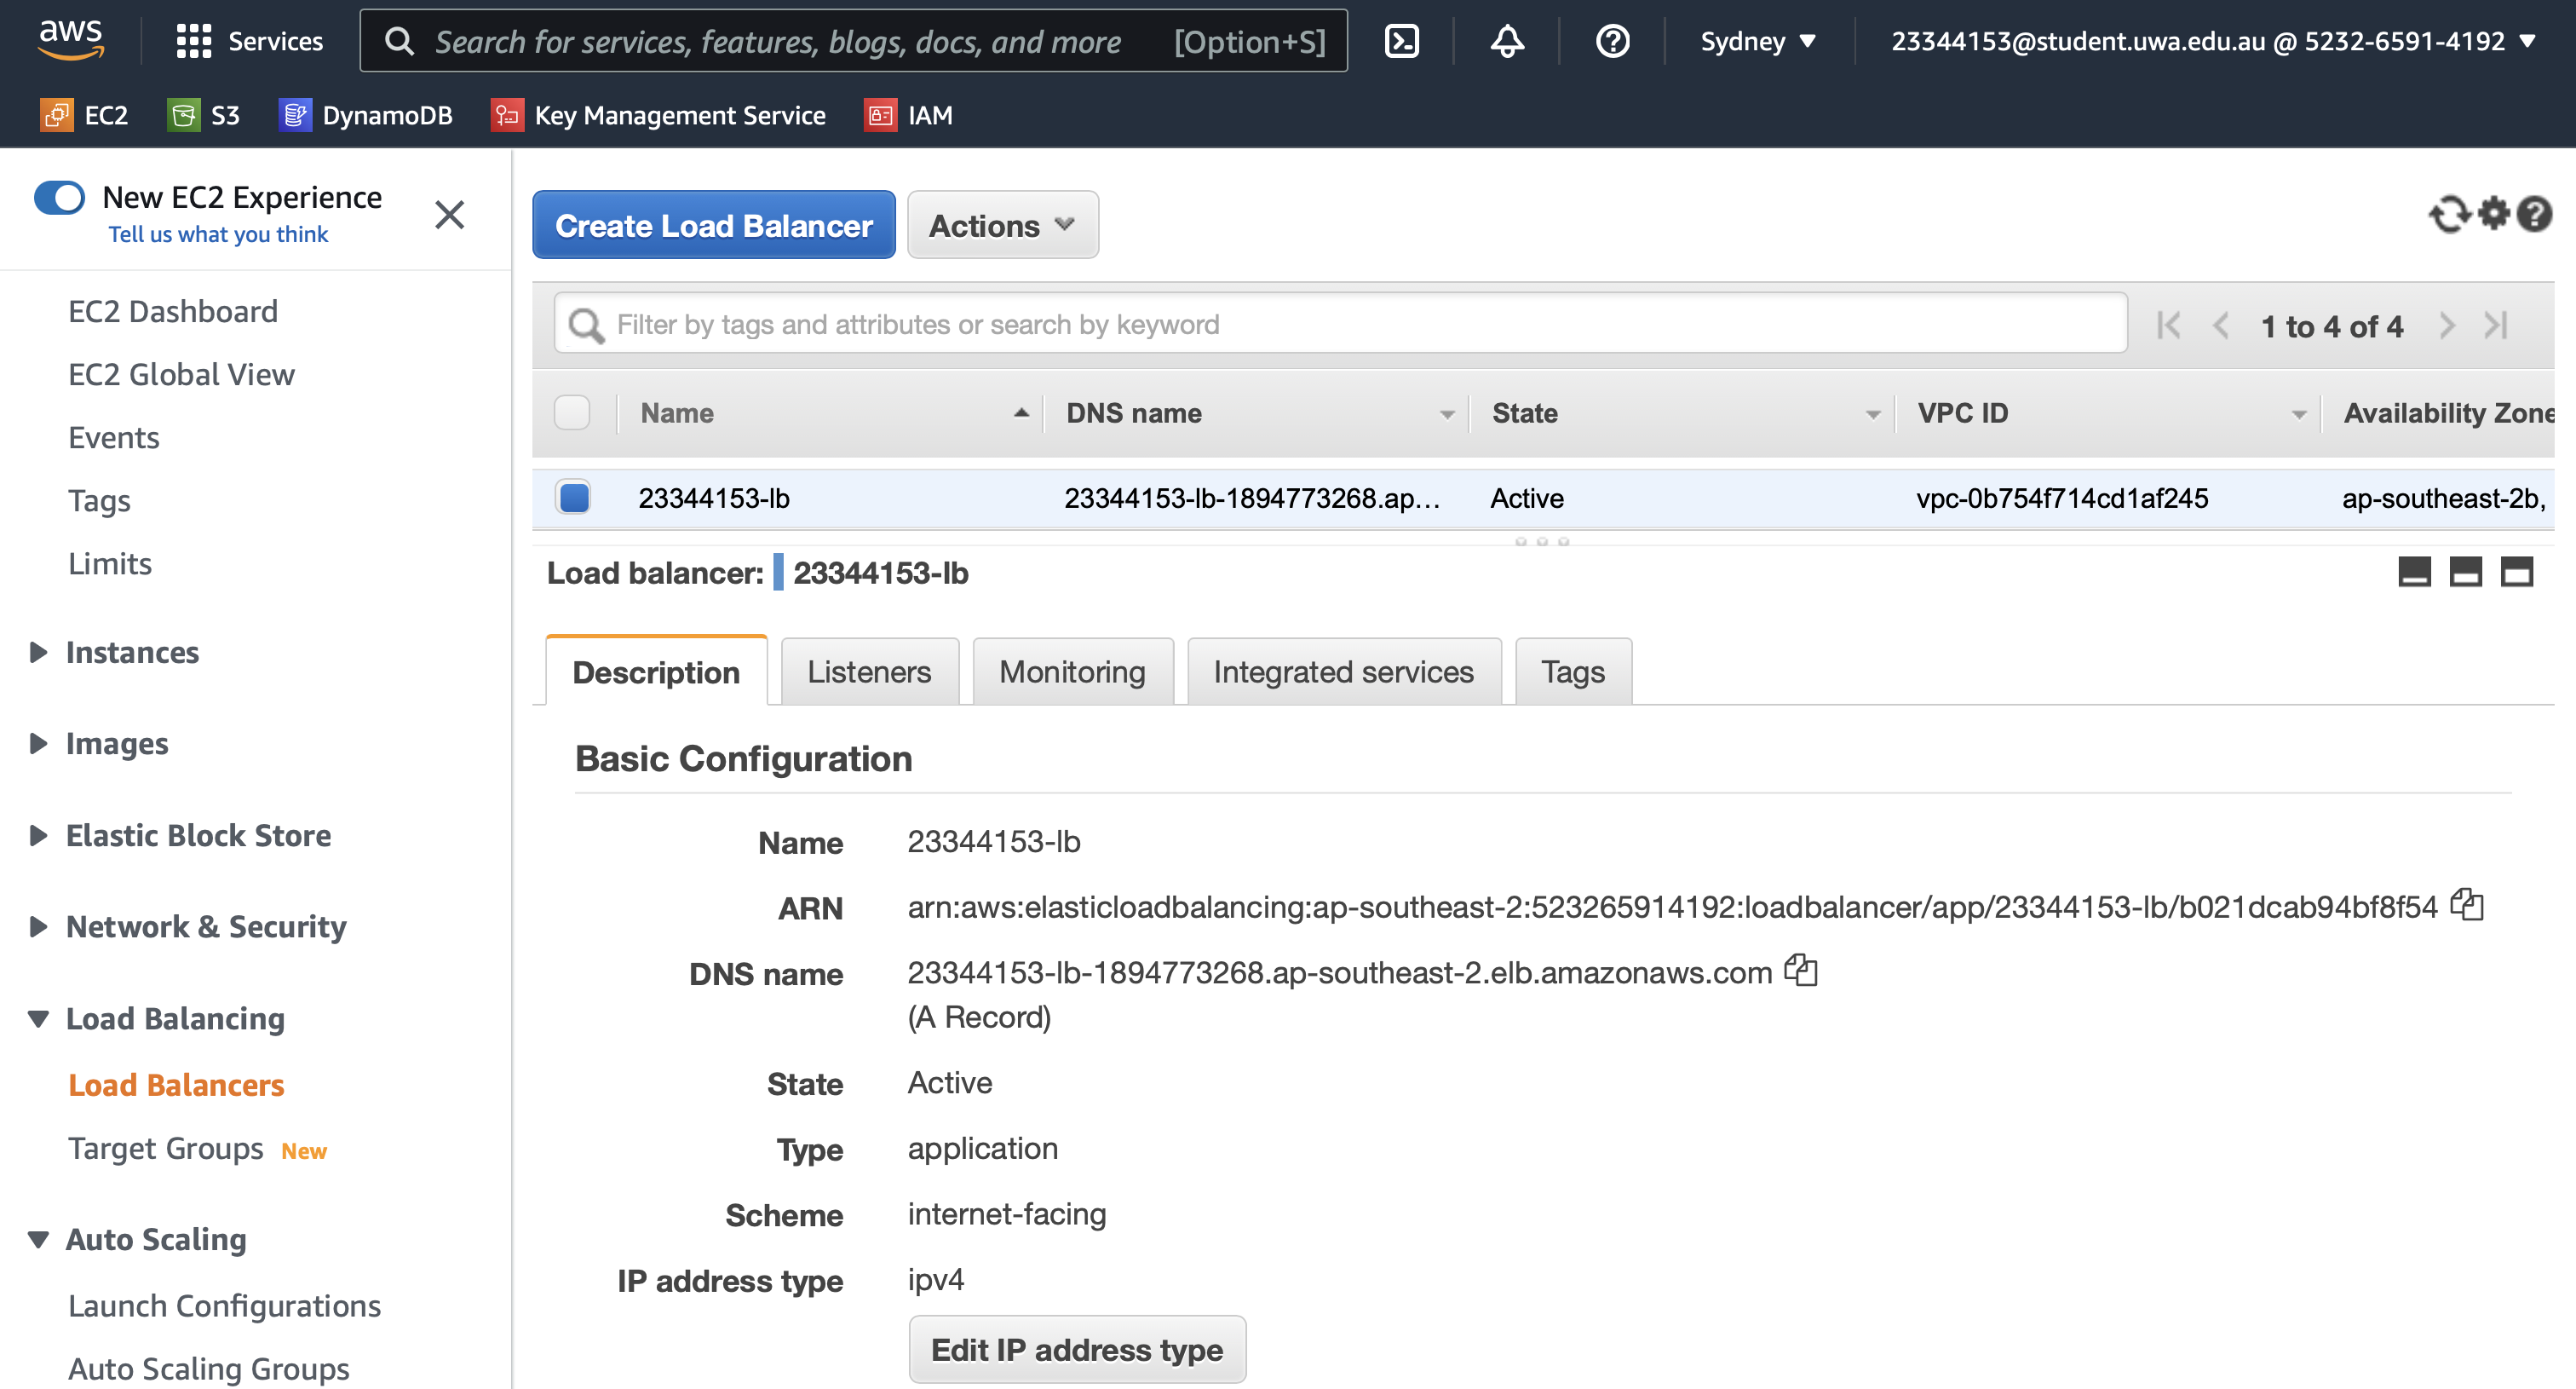 aws Services Search for services, features, blogs, docs, and more [Option+S] Sydney 23344153@student.uwa.edu.au @ 5232-6591-4192
EC2 S3 DynamoDB Key Management Service IAM
New EC2 Experience
Tell us what you think
EC2 Dashboard
EC2 Global View
Events
Tags
Limits
Instances
Images
Elastic Block Store
Network & Security
Load Balancing
Load Balancers
Target Groups New
Auto Scaling
Launch Configurations
Auto Scaling Groups
Create Load Balancer Actions
Filter by tags and attributes or search by keyword 1 to 4 of 4
Name DNS name State VPC ID Availability Zone
23344153-lb 23344153-lb-1894773268.ap... Active vpc-0b754f714cd1af245 ap-southeast-2b,
Load balancer: 23344153-lb
Description Listeners Monitoring Integrated services Tags
Basic Configuration
Name 23344153-lb
ARN arn:aws:elasticloadbalancing:ap-southeast-2:523265914192:loadbalancer/app/23344153-lb/b021dcab94bf8f54
DNS name 23344153-lb-1894773268.ap-southeast-2.elb.amazonaws.com
(A Record)
State Active
Type application
Scheme internet-facing
IP address type ipv4
Edit IP address type